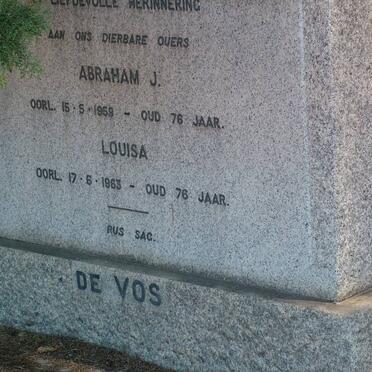 LIEFDEVOLLE HERINNERING
AAN ONS DIERBARE OUERS
ABRAHAM J.
OORL. 15·5·1959 - OUD 76 JAAR.
LOUISA
OORL. 17·6·1963 - OUD 76 JAAR.
RUS SAG.
DE VOS